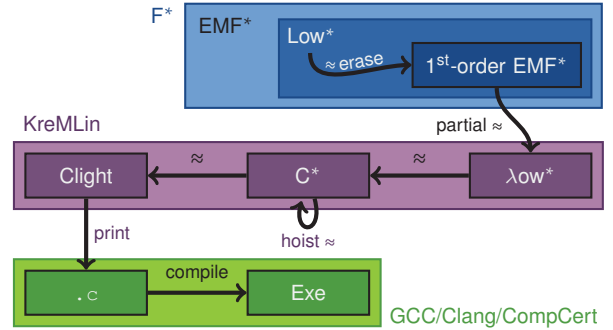 F*
EMF*
Low*
≈ erase
1st-order EMF*
partial ≈
KreMLin
Clight
≈
C*
≈
λow*
print
hoist ≈
.c
compile
Exe
GCC/Clang/CompCert